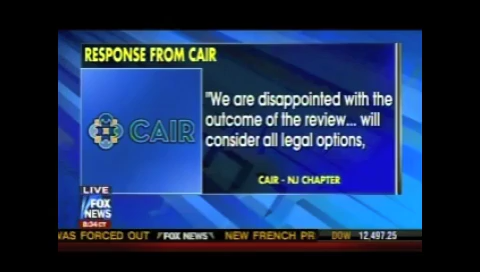 RESPONSE FROM CAIR
CAIR
"We are disappointed with the
outcome of the review... will
consider all legal options,
CAIR - NJ CHAPTER
LIVE
FOX
NEWS
8:34 CT
WAS FORCED OUT FOX NEWS NEW FRENCH PR DOW 12,497.25